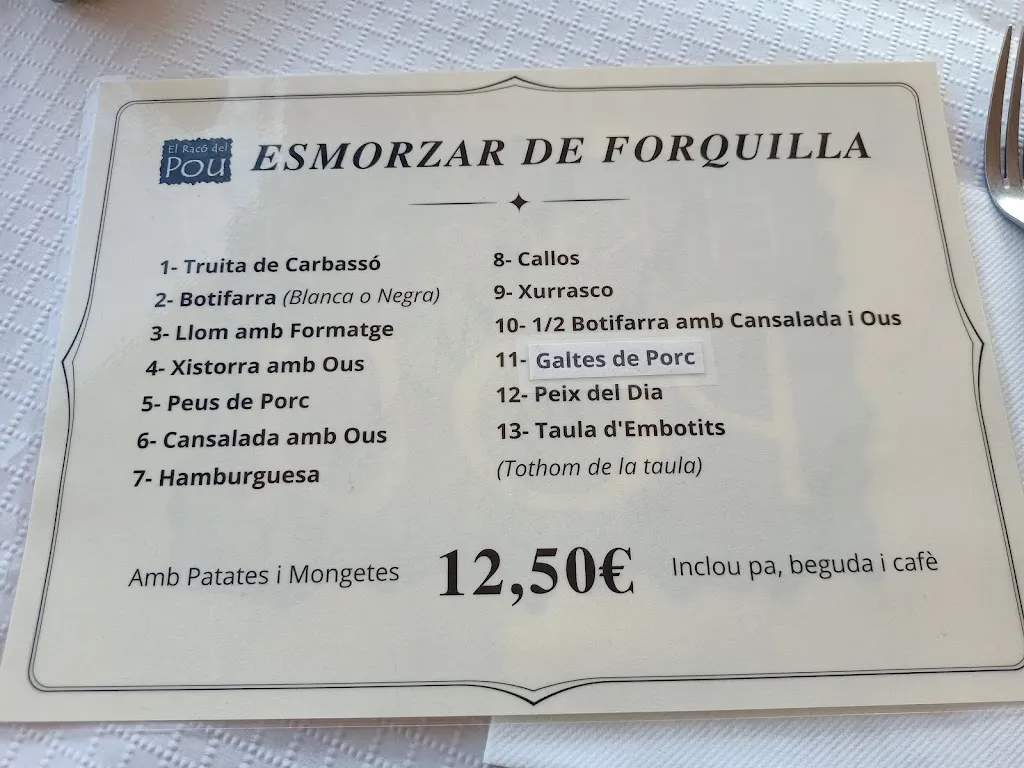 El Racó del
POU
ESMORZAR DE FORQUILLA
1- Truita de Carbassó
2- Botifarra (Blanca o Negra)
3- Llom amb Formatge
4- Xistorra amb Ous
5- Peus de Porc
6- Cansalada amb Ous
7- Hamburguesa
8- Callos
9- Xurrasco
10- 1/2 Botifarra amb Cansalada i Ous
11- Galtes de Porc
12- Peix del Dia
13- Taula d'Embotits
(Tothom de la taula)
Amb Patates i Mongetes
12,50€
Inclou pa, beguda i cafè